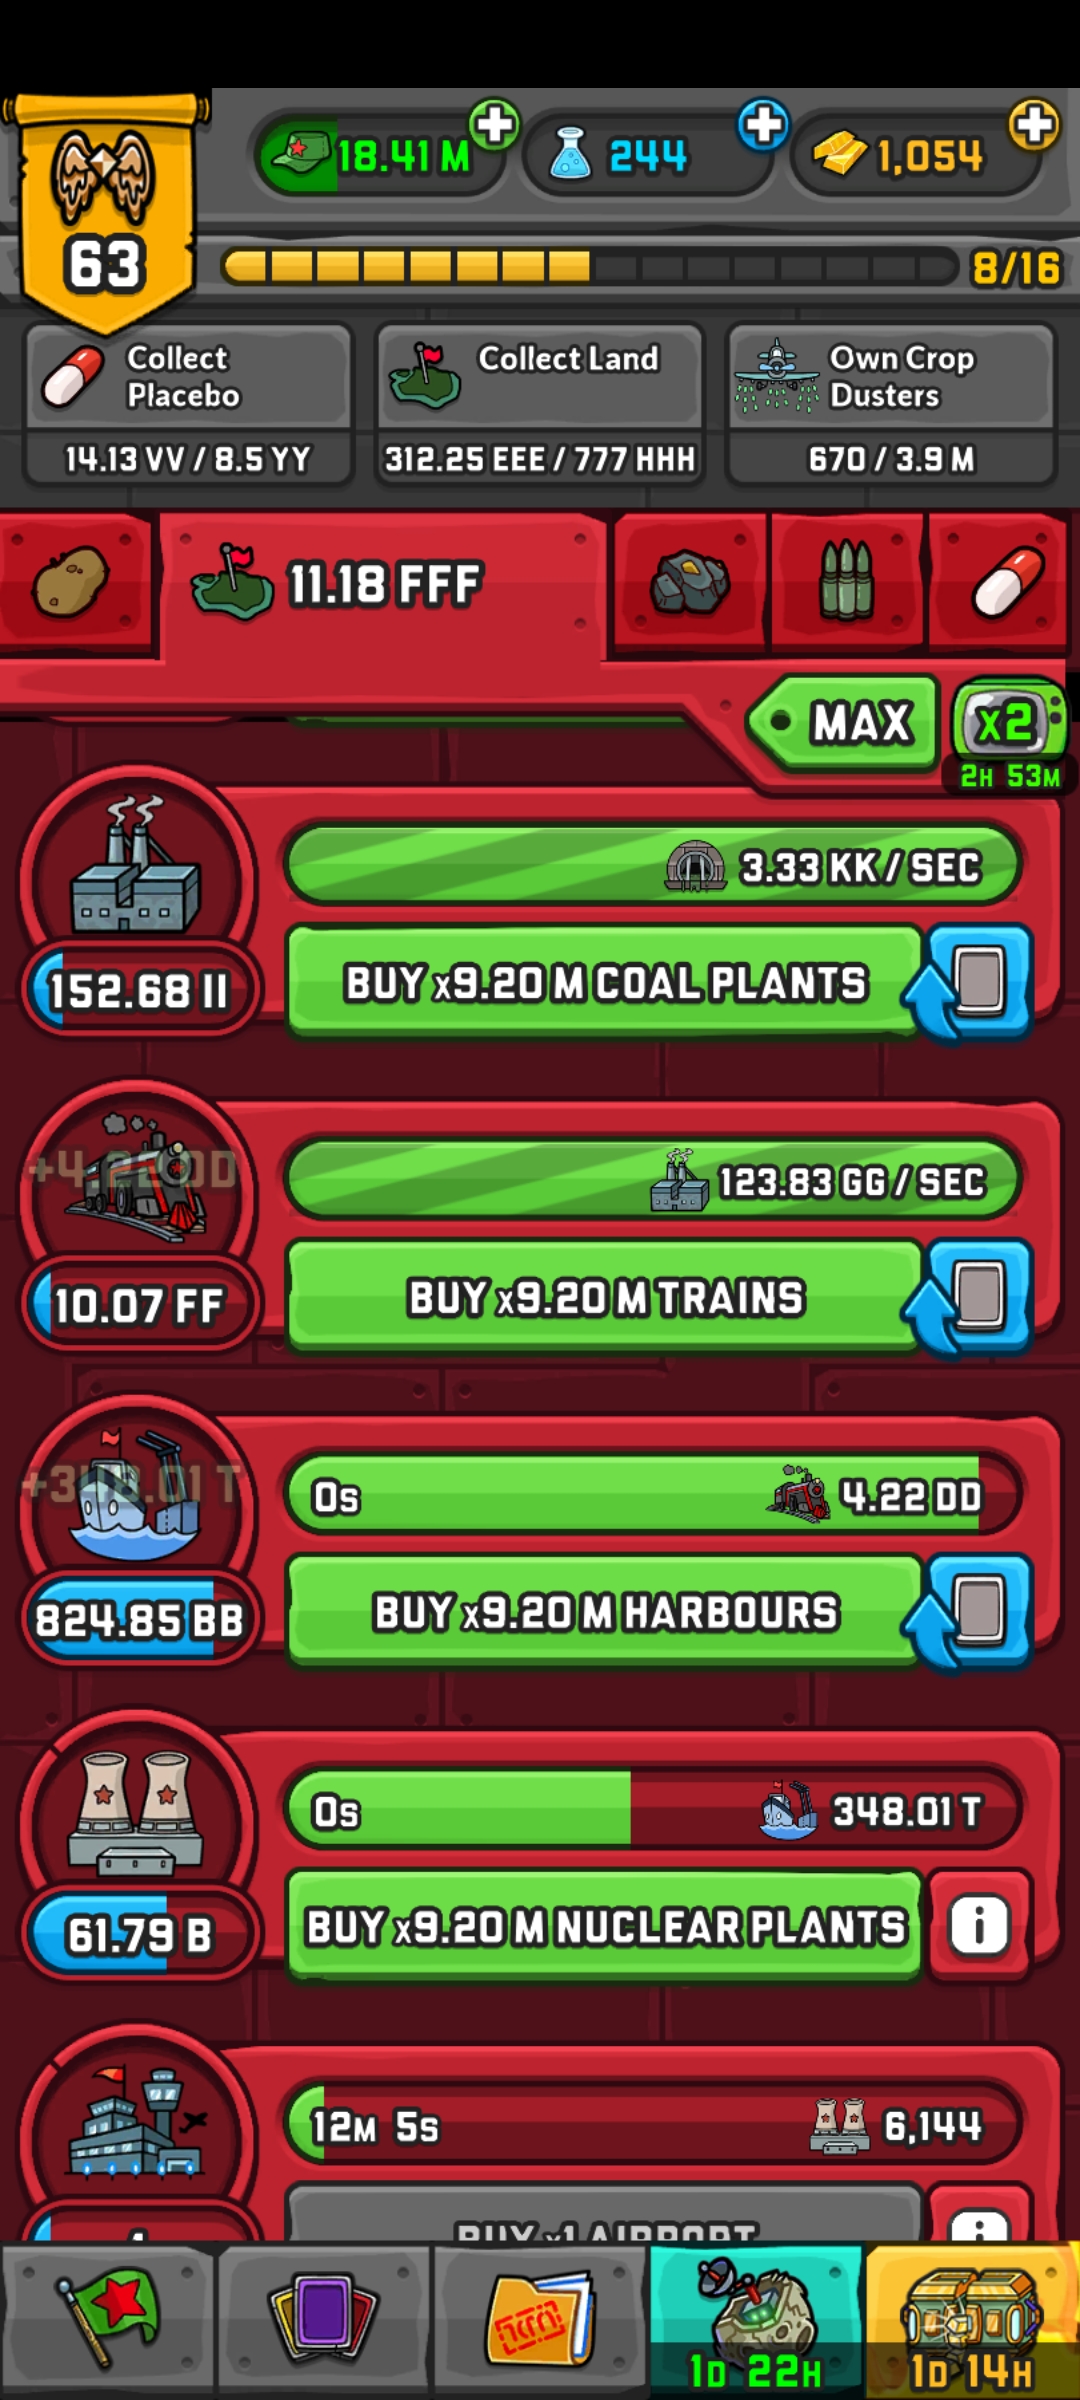 18.41 M
244
1,054
63
8/16
Collect
Placebo
14.13 VV / 8.5 YY
Collect Land
312.25 EEE / 777 HHH
Own Crop
Dusters
670 / 3.9 M
11.18 FFF
MAX
x2
2H 53M
3.33 KK / SEC
152.68 II
BUY x9.20 M COAL PLANTS
+4.22 DD
123.83 GG / SEC
10.07 FF
BUY x9.20 M TRAINS
+348.01 T
0s
4.22 DD
824.85 BB
BUY x9.20 M HARBOURS
0s
348.01 T
61.79 B
BUY x9.20 M NUCLEAR PLANTS
i
12M 5s
6,144
BUY x1 AIRPORT
i
1D 22H
1D 14H